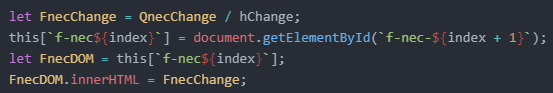 let FnecChange = QnecChange / hChange;
this[`f-nec${index}`] = document.getElementById(`f-nec-${index + 1}`);
let FnecDOM = this[`f-nec${index}`];
FnecDOM.innerHTML = FnecChange;